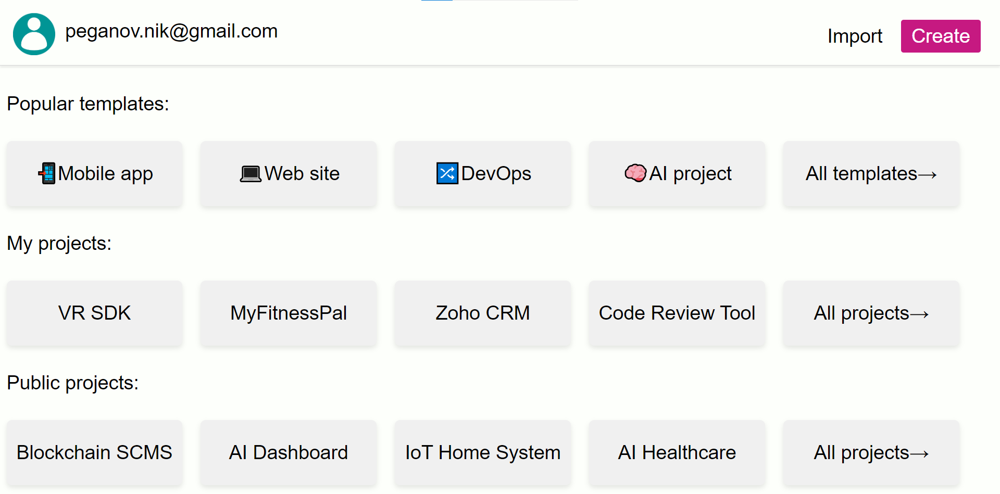 peganov.nik@gmail.com
Import
Create
Popular templates:
Mobile app
Web site
DevOps
AI project
All templates→
My projects:
VR SDK
MyFitnessPal
Zoho CRM
Code Review Tool
All projects→
Public projects:
Blockchain SCMS
AI Dashboard
IoT Home System
AI Healthcare
All projects→